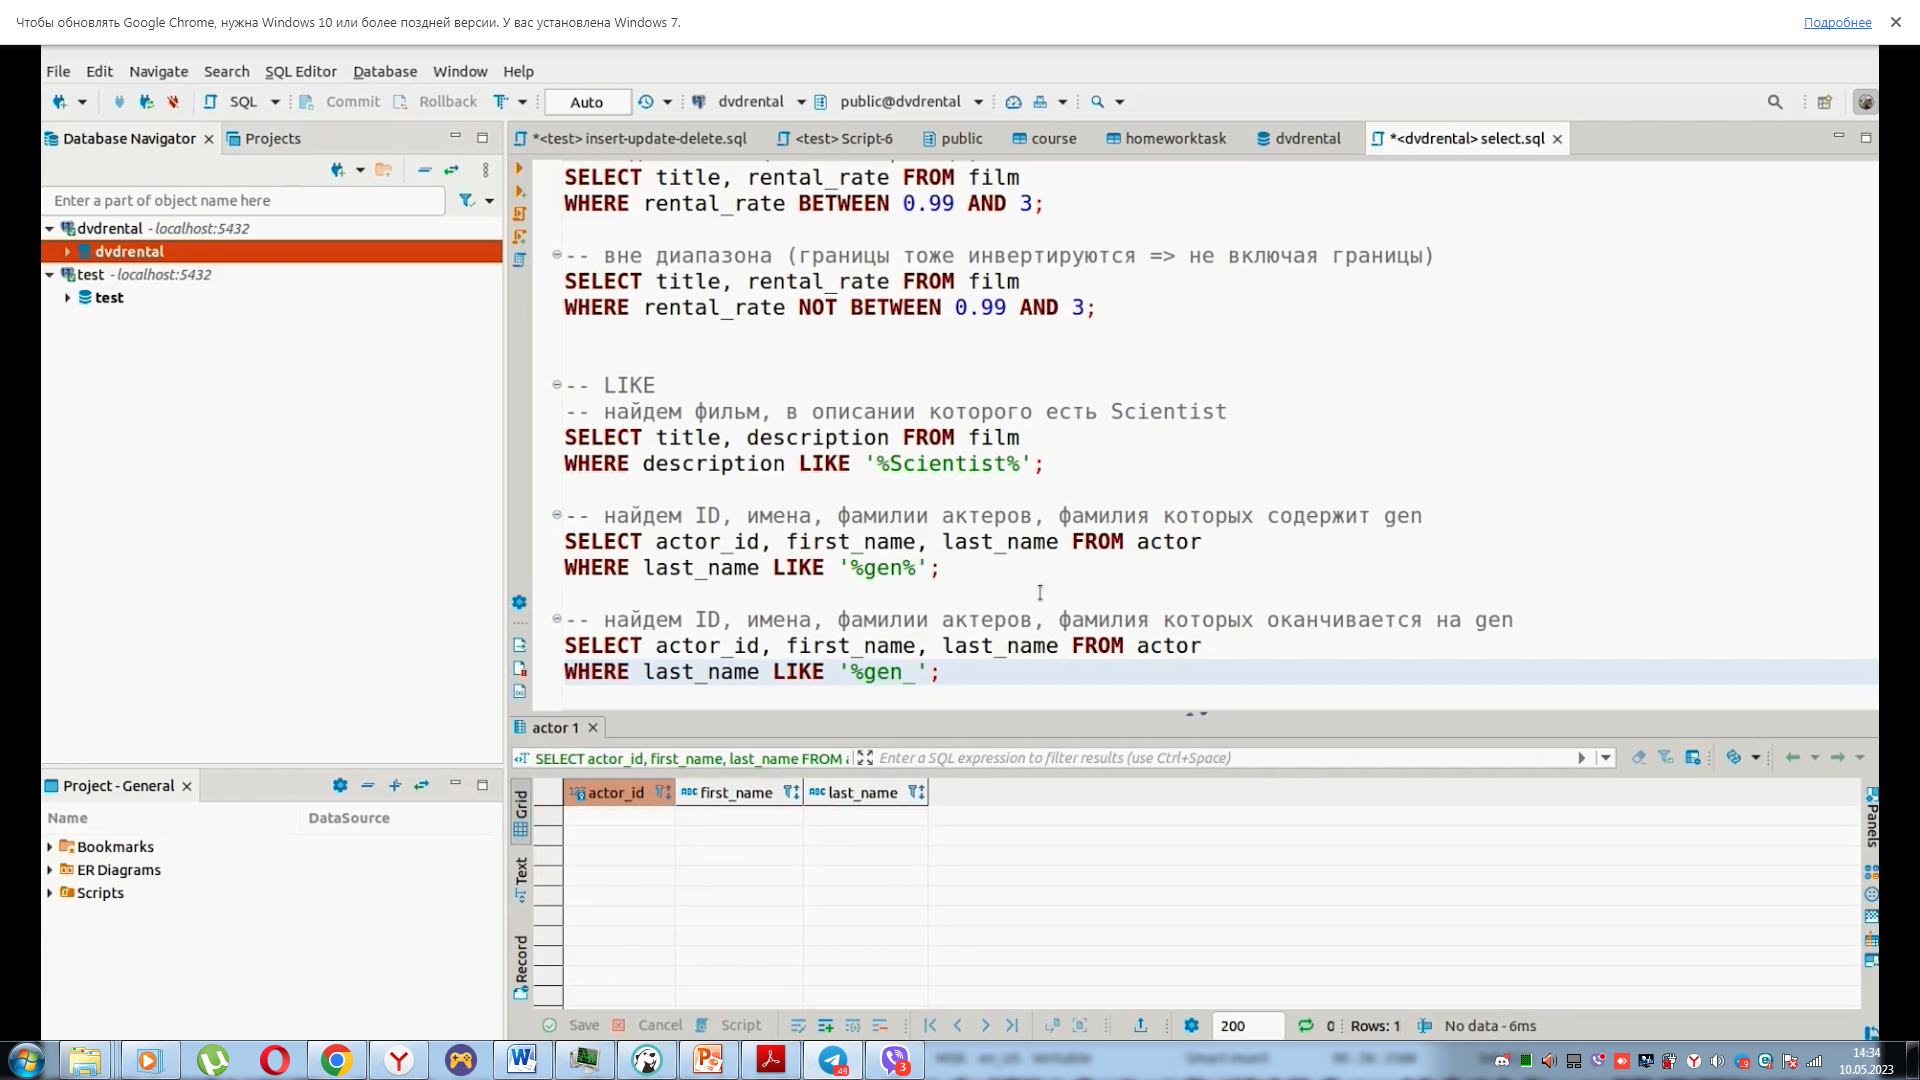 Чтобы обновлять Google Chrome, нужна Windows 10 или более поздней версии. У вас установлена Windows 7.
Подробнее
File Edit Navigate Search SQL Editor Database Window Help
SQL Commit Rollback Auto dvdrental public@dvdrental
Database Navigator Projects
*<test> insert-update-delete.sql <test> Script-6 public course homeworktask dvdrental *<dvdrental> select.sql
Enter a part of object name here
dvdrental - localhost:5432
dvdrental
test - localhost:5432
test
SELECT title, rental_rate FROM film
WHERE rental_rate BETWEEN 0.99 AND 3;
-- вне диапазона (границы тоже инвертируются => не включая границы)
SELECT title, rental_rate FROM film
WHERE rental_rate NOT BETWEEN 0.99 AND 3;
-- LIKE
-- найдем фильм, в описании которого есть Scientist
SELECT title, description FROM film
WHERE description LIKE '%Scientist%';
-- найдем ID, имена, фамилии актеров, фамилия которых содержит gen
SELECT actor_id, first_name, last_name FROM actor
WHERE last_name LIKE '%gen%';
-- найдем ID, имена, фамилии актеров, фамилия которых оканчивается на gen
SELECT actor_id, first_name, last_name FROM actor
WHERE last_name LIKE '%gen_';
actor 1
SELECT actor_id, first_name, last_name FROM Enter a SQL expression to filter results (use Ctrl+Space)
Project - General
Name DataSource
Bookmarks
ER Diagrams
Scripts
Grid
Text
Record
123 actor_id ABC first_name ABC last_name
Panels
Save Cancel Script 200 0 Rows: 1 No data - 6ms
MSK en_US Writable Smart Insert
49
3
14:34
10.05.2023